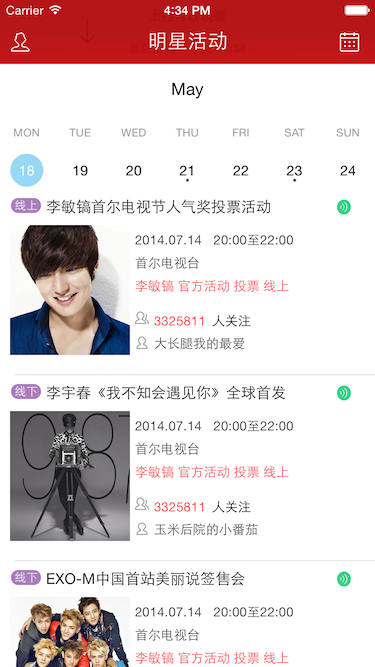 Carrier 4:34 PM
明星活动
May
MON TUE WED THU FRI SAT SUN
18 19 20 21 22 23 24
线上 李敏镐首尔电视节人气奖投票活动
2014.07.14 20:00至22:00
首尔电视台
李敏镐 官方活动 投票 线上
3325811 人关注
大长腿我的最爱
线下 李宇春《我不知会遇见你》全球首发
2014.07.14 20:00至22:00
首尔电视台
李敏镐 官方活动 投票 线上
3325811 人关注
玉米后院的小番茄
线下 EXO-M中国首站美丽说签售会
2014.07.14 20:00至22:00
首尔电视台
李敏镐 官方活动 投票 线上